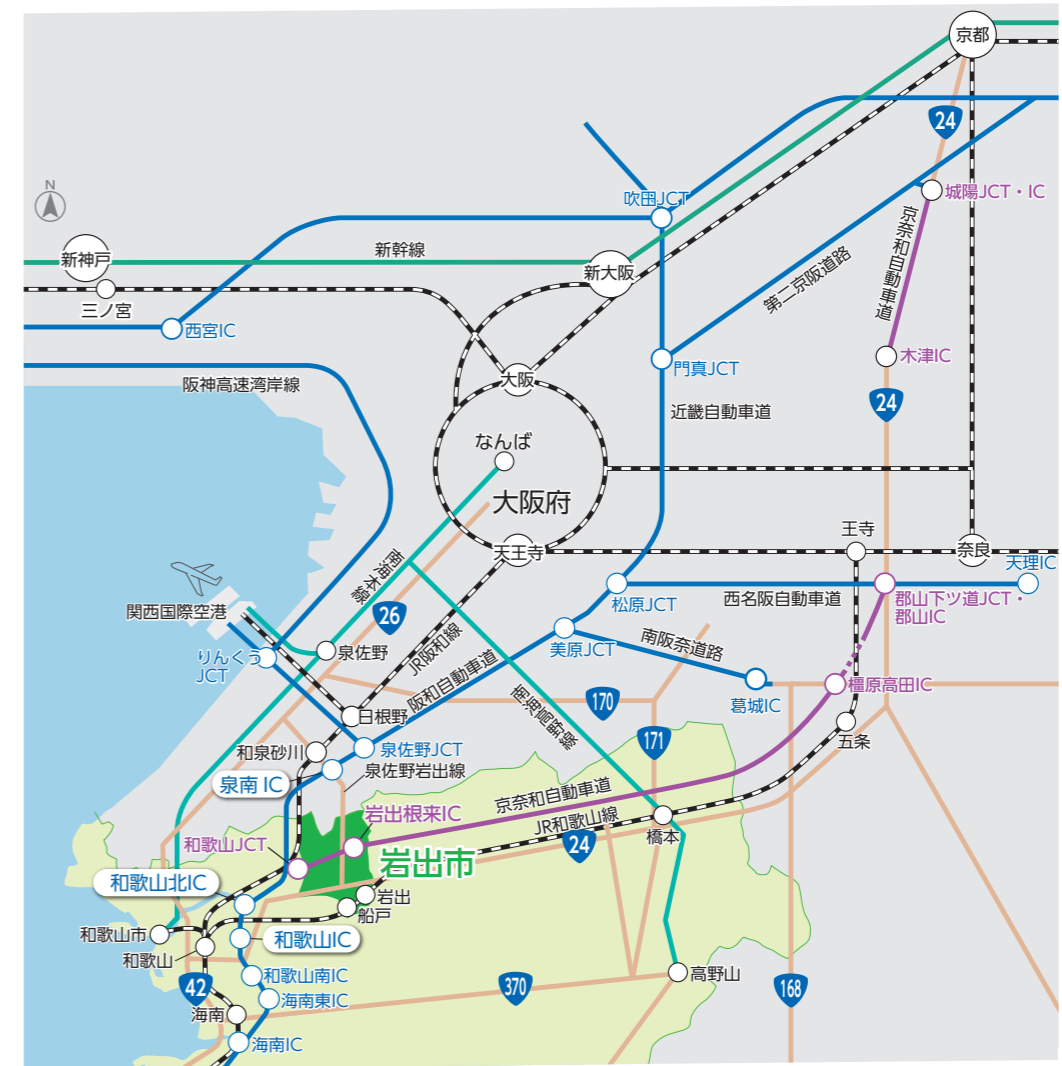 京都
24
N
吹田JCT
城陽JCT・IC
京奈和自動車道
新神戸
新幹線
新大阪
第二京阪道路
三ノ宮
西宮IC
木津IC
門真JCT
阪神高速湾岸線
大阪
24
近畿自動車道
なんば
大阪府
王寺
天王寺
奈良
天理IC
南海本線
関西国際空港
26
松原JCT
西名阪自動車道
郡山下ツ道JCT・
郡山IC
りんくう
JCT
泉佐野
JR阪和線
阪和自動車道
美原JCT
南阪奈道路
南海高野線
170
葛城IC
橿原高田IC
日根野
171
五条
和泉砂川
泉佐野JCT
泉佐野岩出線
泉南 IC
京奈和自動車道
岩出根来IC
JR和歌山線
橋本
和歌山JCT
24
岩出市
和歌山北IC
岩出
船戸
和歌山市
和歌山IC
和歌山
和歌山南IC
高野山
42
370
168
海南東IC
海南
海南IC